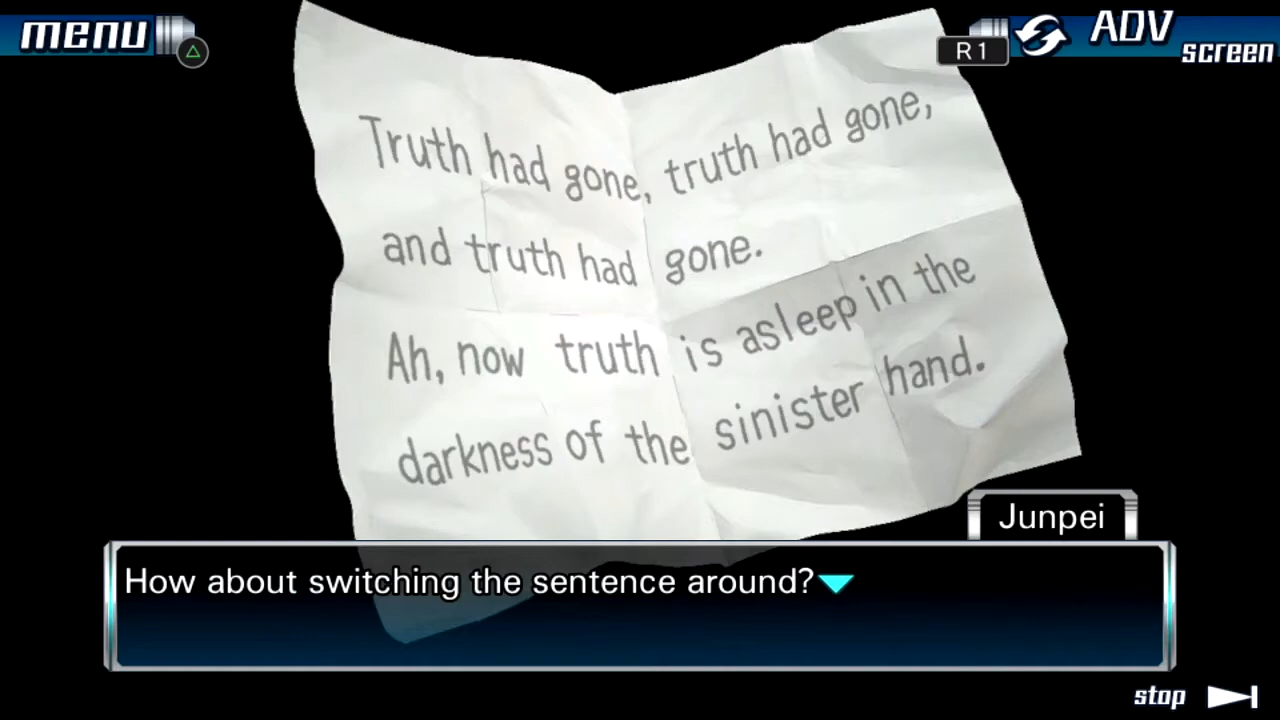 menu
R1
ADV
screen
Truth had gone, truth had gone,
and truth had gone.
Ah, now truth is asleep in the
darkness of the sinister hand.
Junpei
How about switching the sentence around?
stop